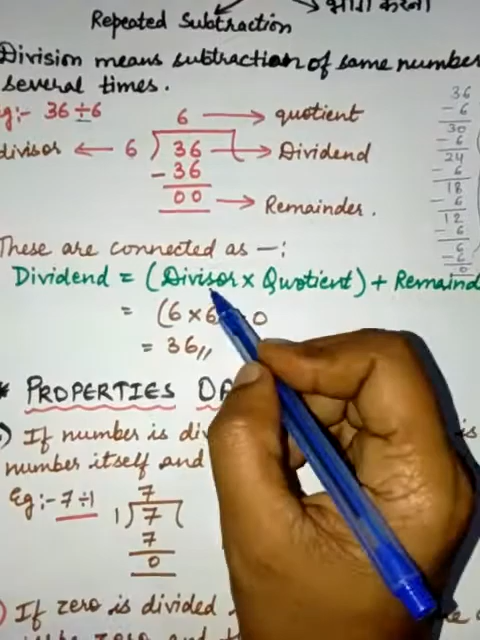 भाग करना
Repeated Subtraction
Division means subtraction of same number
several times.
Eg:- 36 ÷ 6
6 → quotient
divisor ← 6 ) 36 → Dividend
- 36
00 → Remainder.
36
- 6
30
- 6
24
- 6
18
- 6
12
- 6
6
- 6
0
These are connected as —:
Dividend = (Divisor × Quotient) + Remaind
= (6 × 6 0
= 36//
* PROPERTIES
If number is
number itself and
Eg:- 7 ÷ 1
7
1 ) 7 (
7
0
If zero is divided